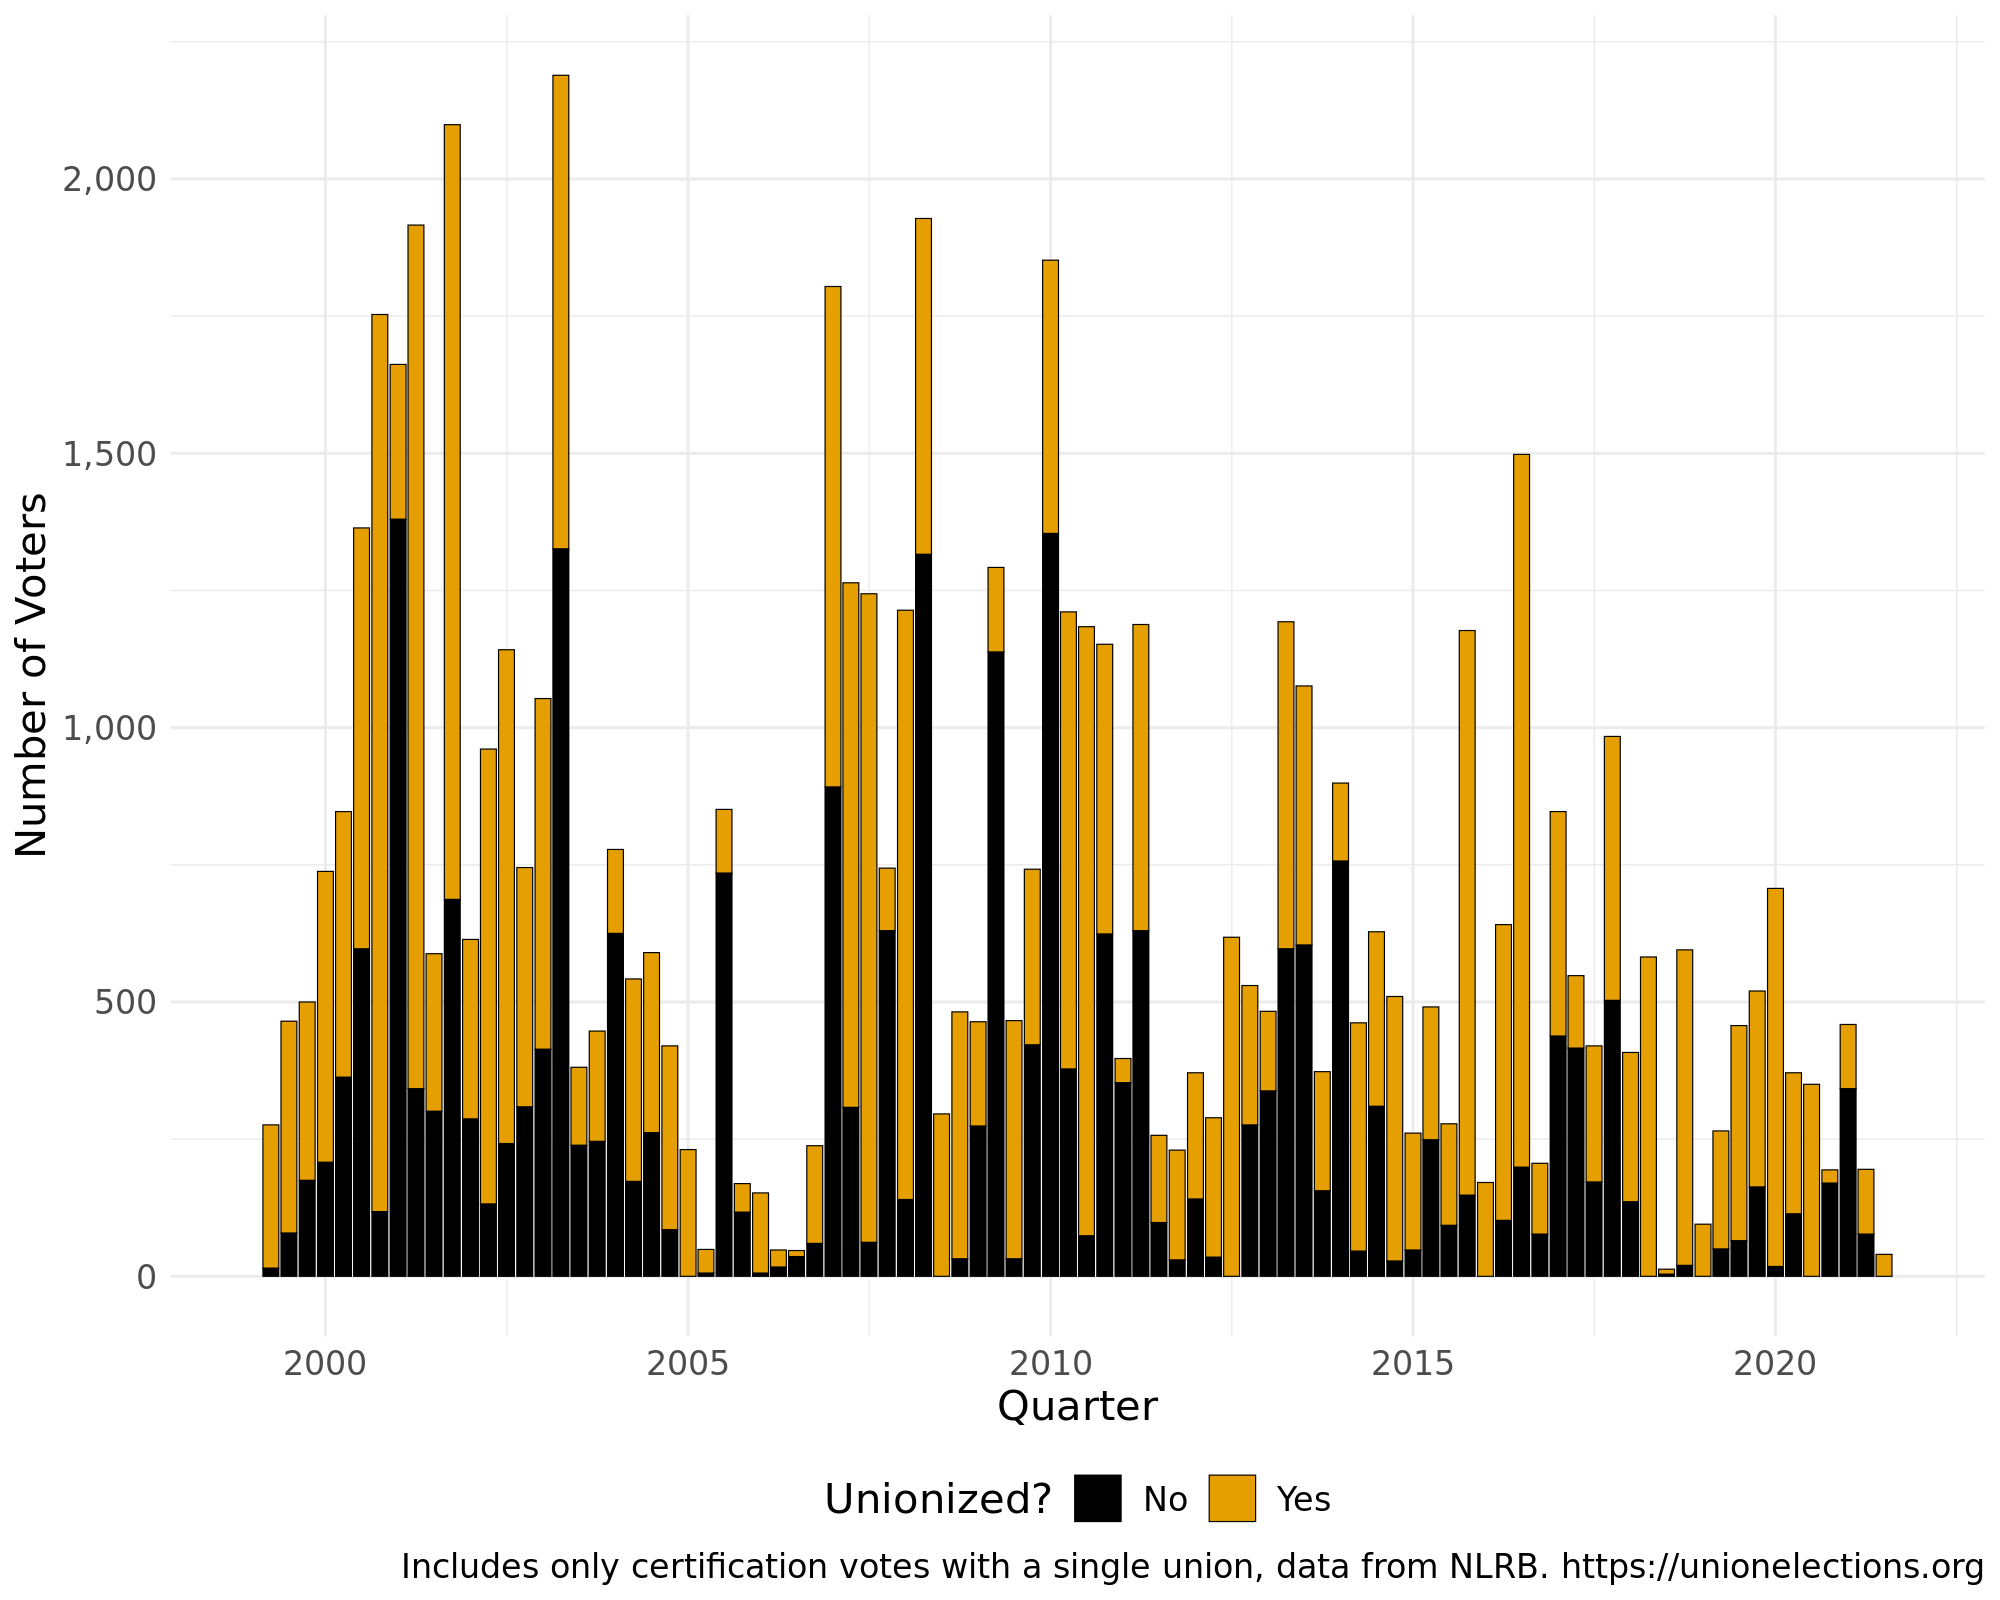 2,000
1,500
1,000
500
0
Number of Voters
2000 2005 2010 2015 2020
Quarter
Unionized? No Yes
Includes only certification votes with a single union, data from NLRB. https://unionelections.org